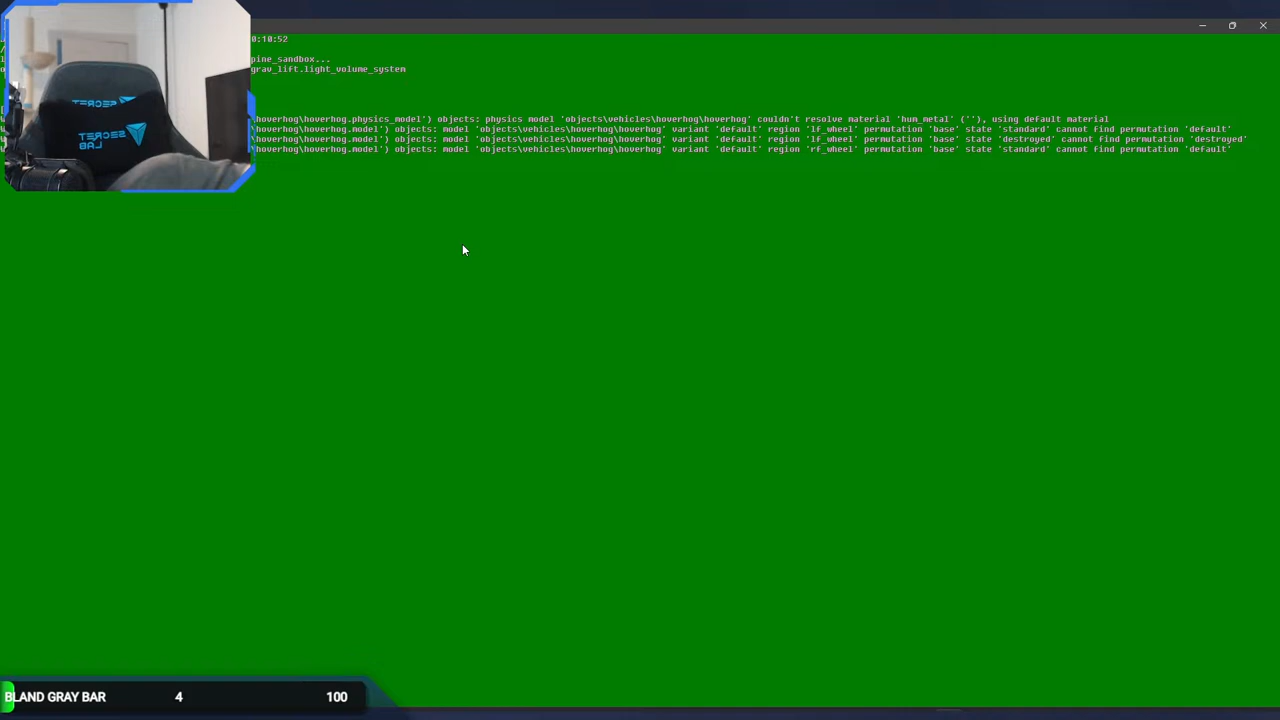 0:10:52
pine_sandbox...
grav_lift.light_volume_system
hoverhog\hoverhog.physics_model') objects: physics model 'objects\vehicles\hoverhog\hoverhog' couldn't resolve material 'hum_metal' (''), using default material
\hoverhog\hoverhog.model') objects: model 'objects\vehicles\hoverhog\hoverhog' variant 'default' region 'lf_wheel' permutation 'base' state 'standard' cannot find permutation 'default'
\hoverhog\hoverhog.model') objects: model 'objects\vehicles\hoverhog\hoverhog' variant 'default' region 'lf_wheel' permutation 'base' state 'destroyed' cannot find permutation 'destroyed'
\hoverhog\hoverhog.model') objects: model 'objects\vehicles\hoverhog\hoverhog' variant 'default' region 'rf_wheel' permutation 'base' state 'standard' cannot find permutation 'default'
SECRET
SECRET
LAB
BLAND GRAY BAR 4 100